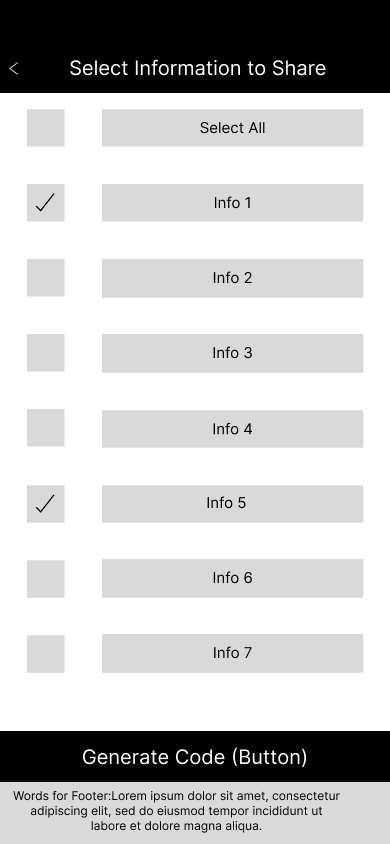 < Select Information to Share
Select All
Info 1
Info 2
Info 3
Info 4
Info 5
Info 6
Info 7
Generate Code (Button)
Words for Footer:Lorem ipsum dolor sit amet, consectetur
adipiscing elit, sed do eiusmod tempor incididunt ut
labore et dolore magna aliqua.